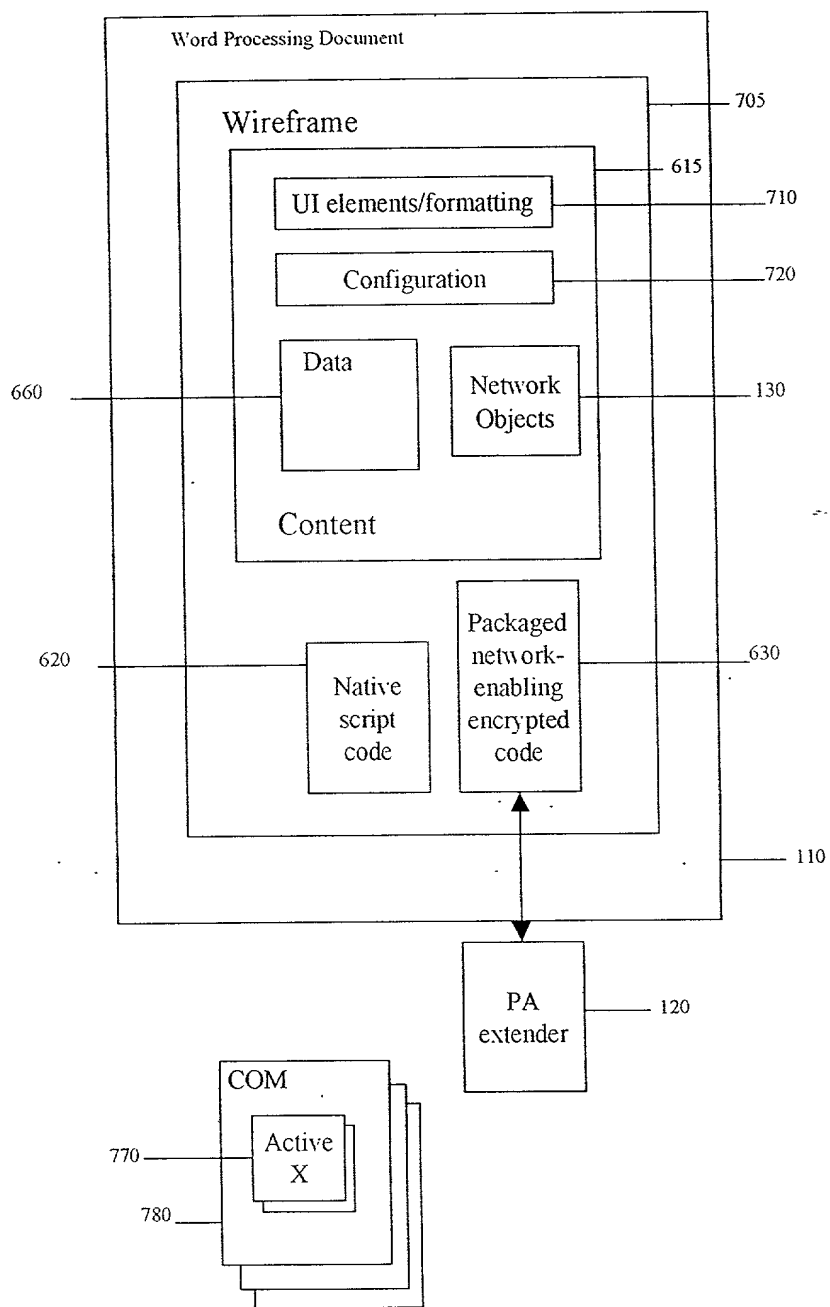 Word Processing Document
705
Wireframe
615
UI elements/formatting
710
Configuration
720
Data
660
Network
Objects
130
Content
Packaged
network-
enabling
encrypted
code
630
620
Native
script
code
110
PA
extender
120
COM
Active
X
770
780